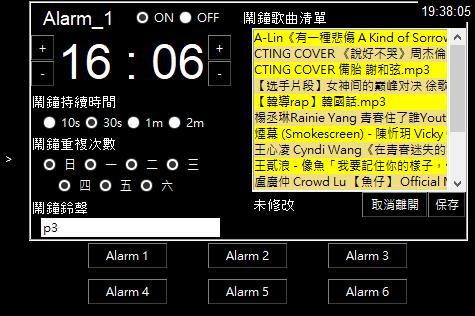 19:38:05
Alarm_1 ON OFF
+ 16 : 06 +
- -
鬧鐘持續時間
10s 30s 1m 2m
鬧鐘重複次數
日 一 二 三
四 五 六
鬧鐘鈴聲
p3
鬧鐘歌曲清單
A-Lin《有一種悲傷 A Kind of Sorrow
CTING COVER 《說好不哭》周杰倫
CTING COVER 備胎 謝和弦.mp3
【选手片段】女神间的巅峰对决 徐歌
【韓導rap】韓國話.mp3
楊丞琳Rainie Yang 青春住了誰Yout
煙幕 (Smokescreen) - 陳忻玥 Vicky
王心凌 Cyndi Wang《在青春迷失的
王貳浪 - 像魚「我要記住你的樣子，
盧廣仲 Crowd Lu 【魚仔】 Official
未修改 取消離開 保存
>
Alarm 1 Alarm 2 Alarm 3
Alarm 4 Alarm 5 Alarm 6